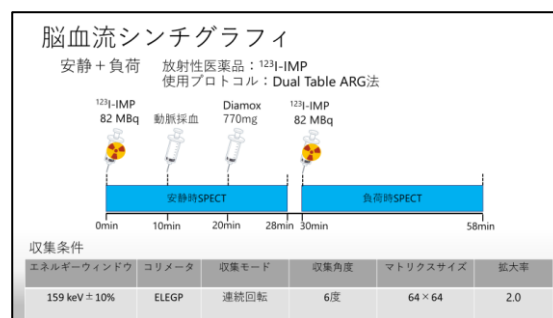 脳血流シンチグラフィ
安静＋負荷 放射性医薬品：¹²³I-IMP
使用プロトコル：Dual Table ARG法
¹²³I-IMP
82 MBq
動脈採血
Diamox
770mg
¹²³I-IMP
82 MBq
安静時SPECT
負荷時SPECT
0min 10min 20min 28min 30min 58min
収集条件
エネルギーウィンドウ コリメータ 収集モード 収集角度 マトリクスサイズ 拡大率
159 keV±10% ELEGP 連続回転 6度 64×64 2.0